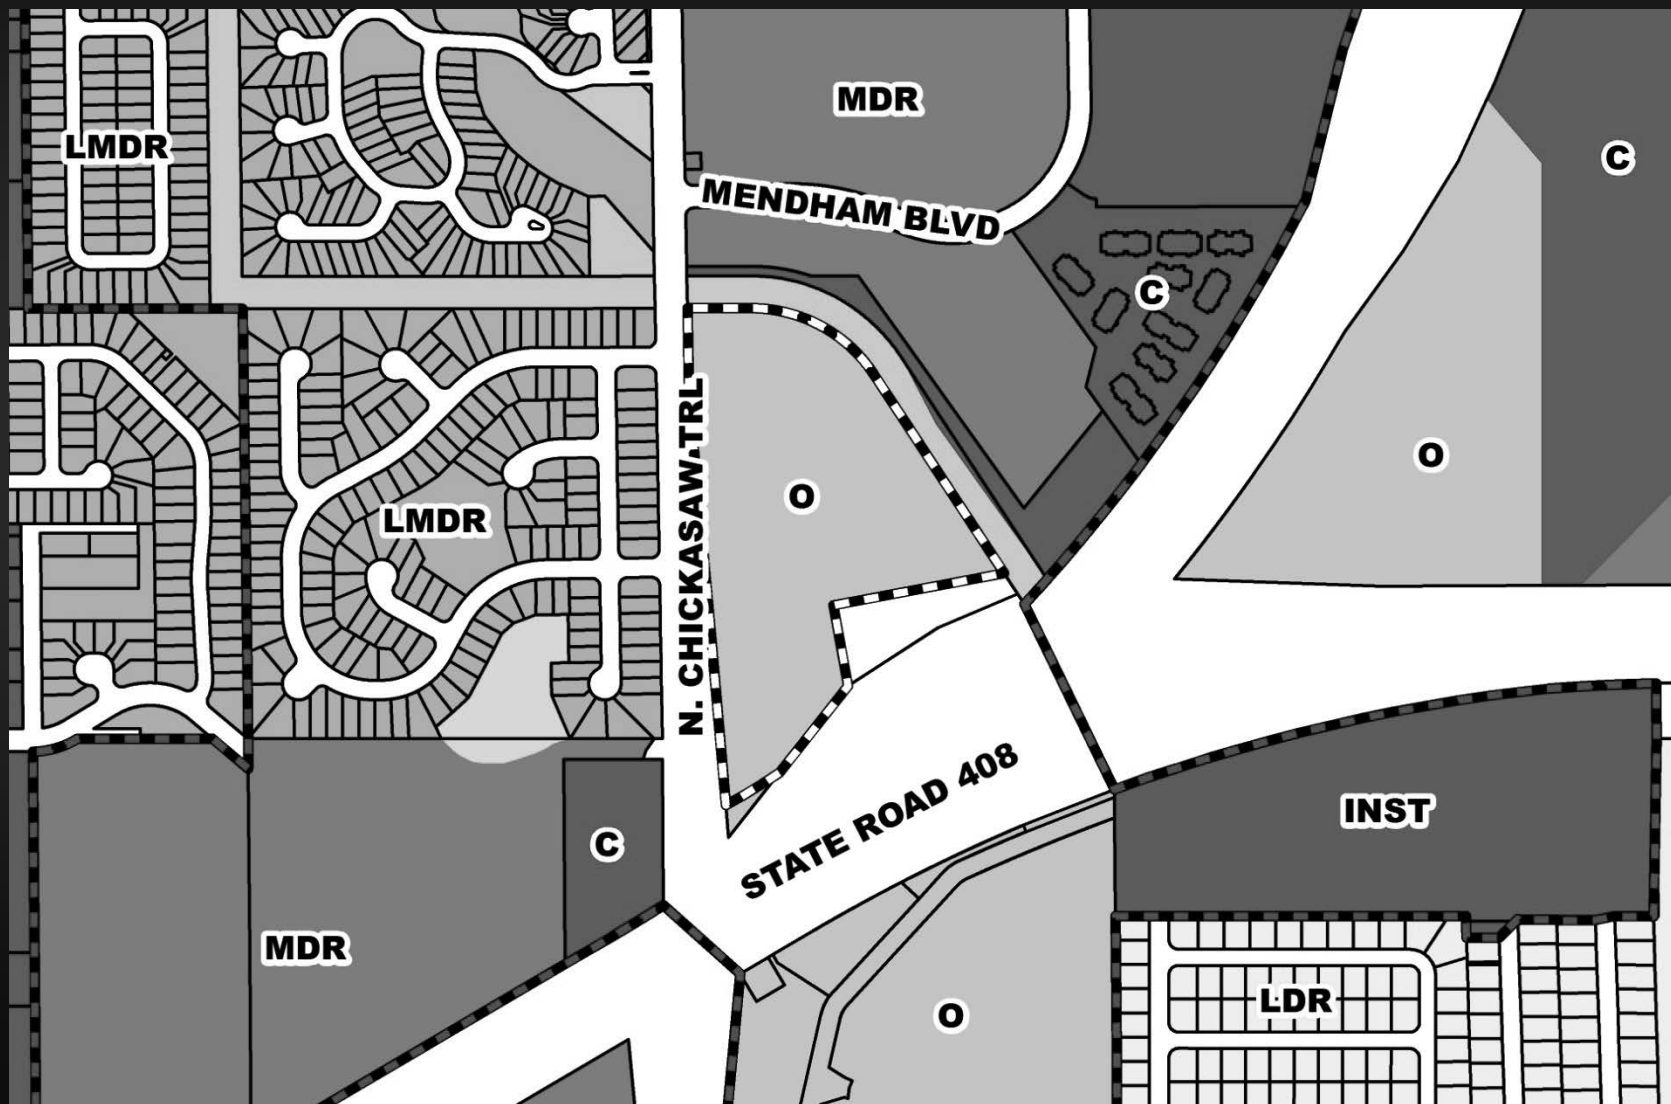 MDR
LMDR
C
MENDHAM BLVD
C
O
O
LMDR
N. CHICKASAW TRL
STATE ROAD 408
INST
C
MDR
LDR
O